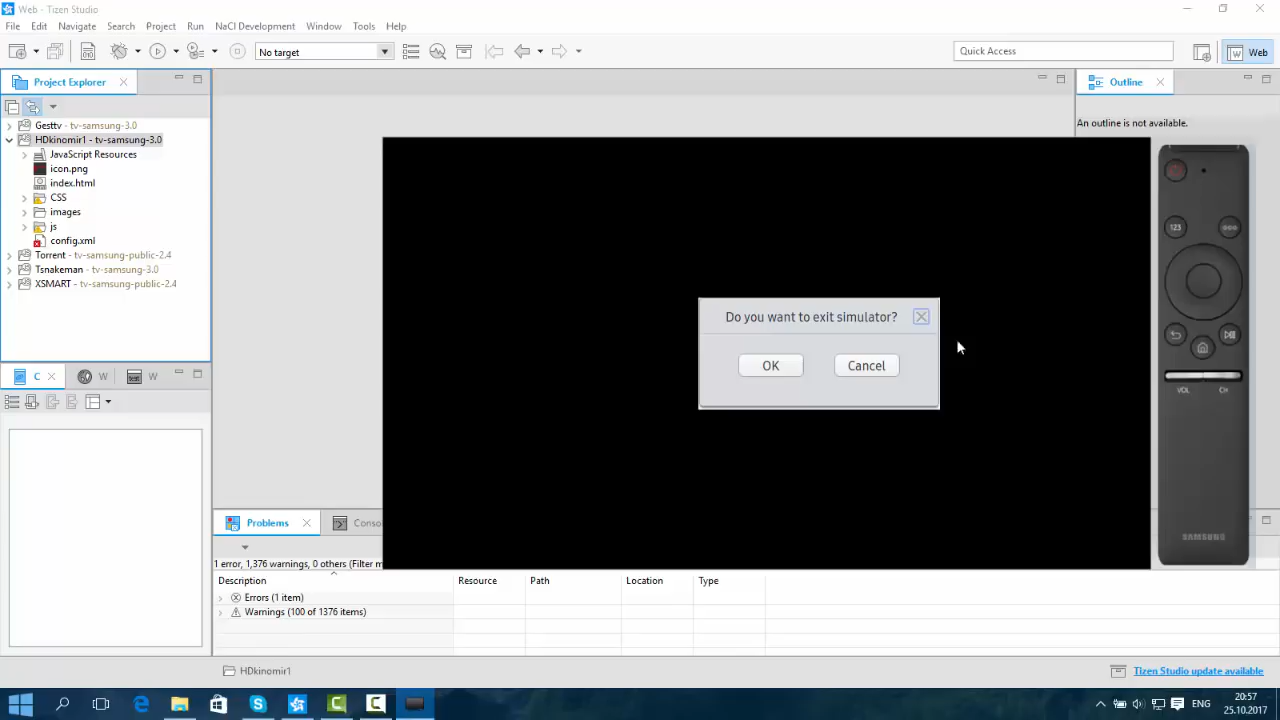 Web - Tizen Studio
File Edit Navigate Search Project Run NaCl Development Window Tools Help
No target
Quick Access
Web
Project Explorer
Outline
An outline is not available.
Gesttv - tv-samsung-3.0
HDkinomir1 - tv-samsung-3.0
JavaScript Resources
icon.png
index.html
CSS
images
js
config.xml
Torrent - tv-samsung-public-2.4
Tsnakeman - tv-samsung-3.0
XSMART - tv-samsung-public-2.4
123
VOL CH
SAMSUNG
Do you want to exit simulator?
OK Cancel
C W W
Problems Conso
1 error, 1,376 warnings, 0 others (Filter m
Description Resource Path Location Type
Errors (1 item)
Warnings (100 of 1376 items)
HDkinomir1
Tizen Studio update available
ENG
20:57
25.10.2017